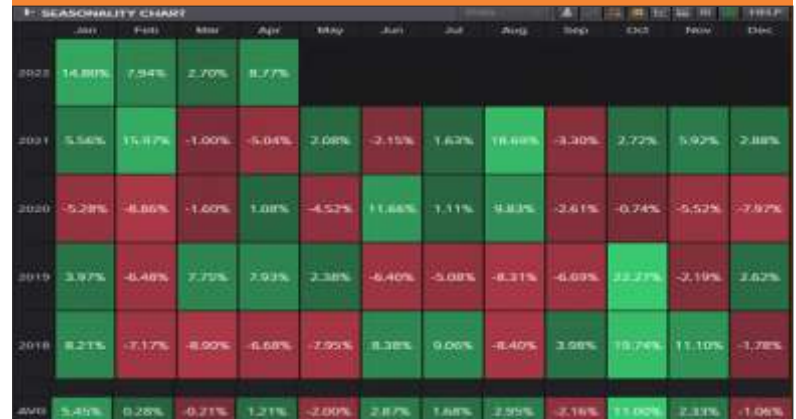 SEASONALITY CHART HELP
Jan Feb Mar Apr May Jun Jul Aug Sep Oct Nov Dec
2022 14.80% 7.94% 2.70% 8.77%
2021 5.56% 15.97% -1.00% -5.04% 2.08% -2.15% 1.63% 18.69% -3.30% 2.72% 5.92% 2.88%
2020 -5.28% -8.86% -1.60% 1.08% -4.52% 11.66% 1.11% 9.83% -2.61% -0.74% -5.52% -7.97%
2019 3.97% -6.48% 7.75% 7.93% 2.38% -6.40% -5.08% -8.31% -6.09% 22.27% -2.19% 2.62%
2018 8.21% -7.17% -8.99% -6.68% -7.95% 8.38% 9.06% -8.40% 3.98% 19.74% 11.10% -1.78%
AVG 5.45% 0.28% -0.21% 1.21% -2.00% 2.87% 1.68% 2.95% -2.16% 11.00% 2.33% -1.06%